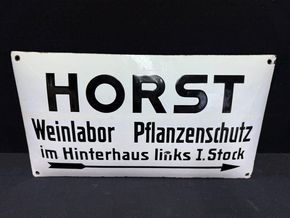 HORST
Weinlabor Pflanzenschutz
im Hinterhaus links I. Stock